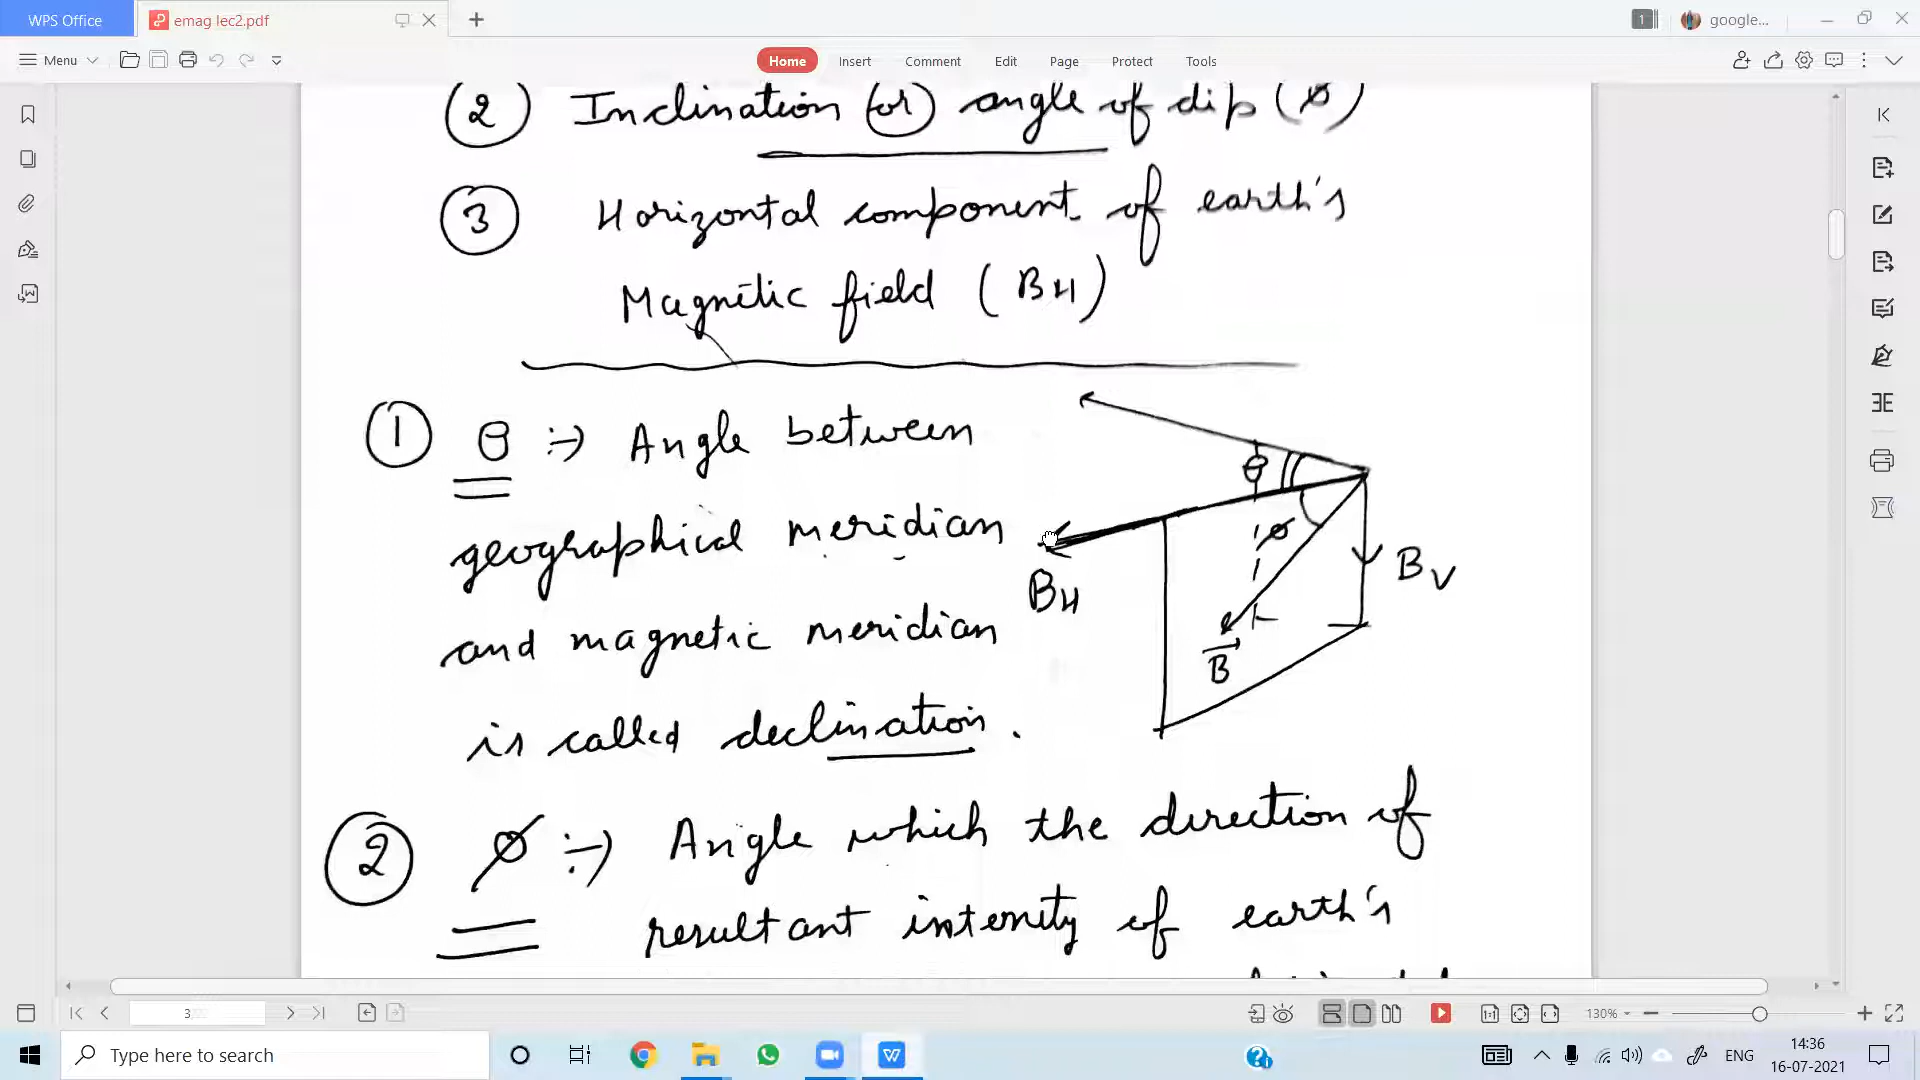 WPS Office
emag lec2.pdf
1
google...
Menu
Home Insert Comment Edit Page Protect Tools
② Inclination (or) angle of dip (ø)
③ Horizontal component of earth's
Magnetic field (BH)
① θ :→ Angle between
geographical meridian
and magnetic meridian
is called declination.
θ
ø
BH
BV
B
② ø :→ Angle which the direction of
resultant intensity of earth's
3
130%
Type here to search
ENG
14:36
16-07-2021